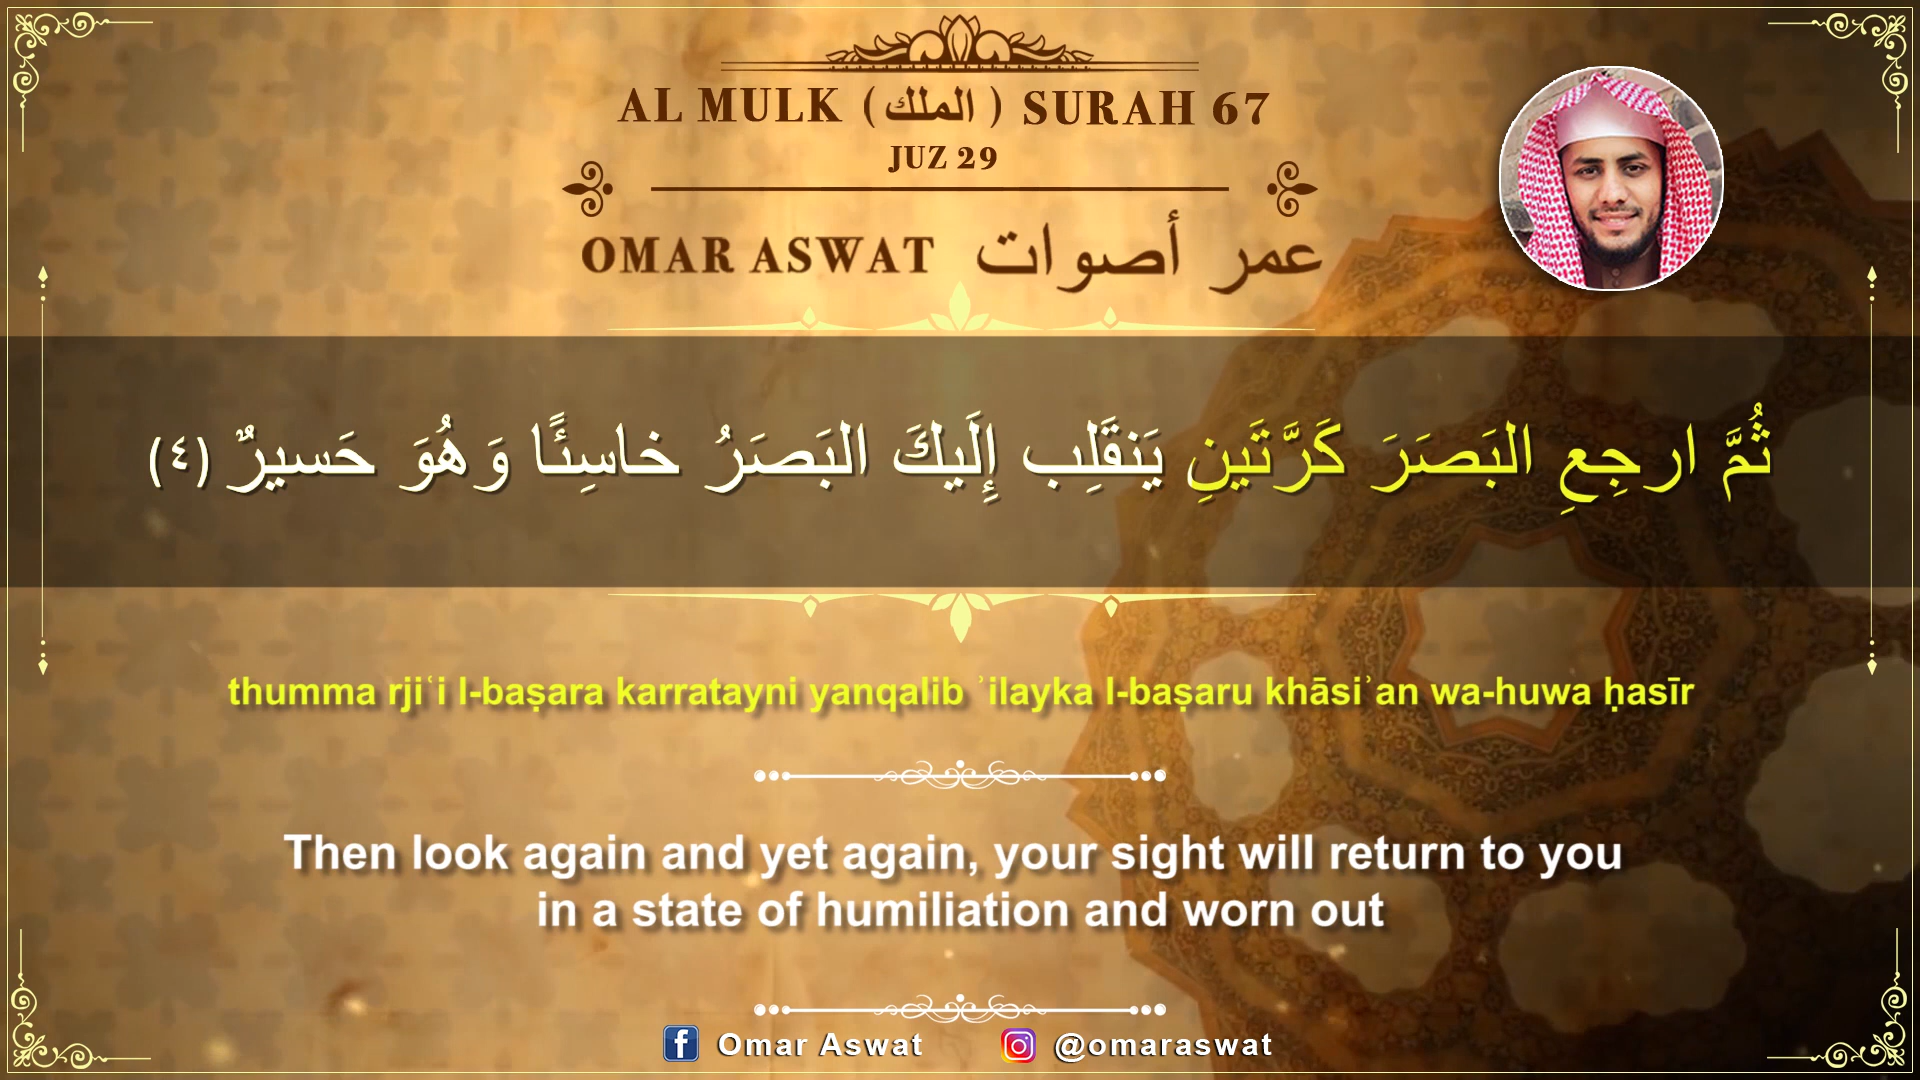 AL MULK ( الملك ) SURAH 67
JUZ 29
OMAR ASWAT عمر أصوات
ثُمَّ ارجِعِ البَصَرَ كَرَّتَينِ يَنقَلِب إِلَيكَ البَصَرُ خاسِئًا وَهُوَ حَسيرٌ (٤)
thumma rjiʿi l-baṣara karratayni yanqalib ʾilayka l-baṣaru khāsiʾan wa-huwa ḥasīr
Then look again and yet again, your sight will return to you
in a state of humiliation and worn out
f Omar Aswat @omaraswat